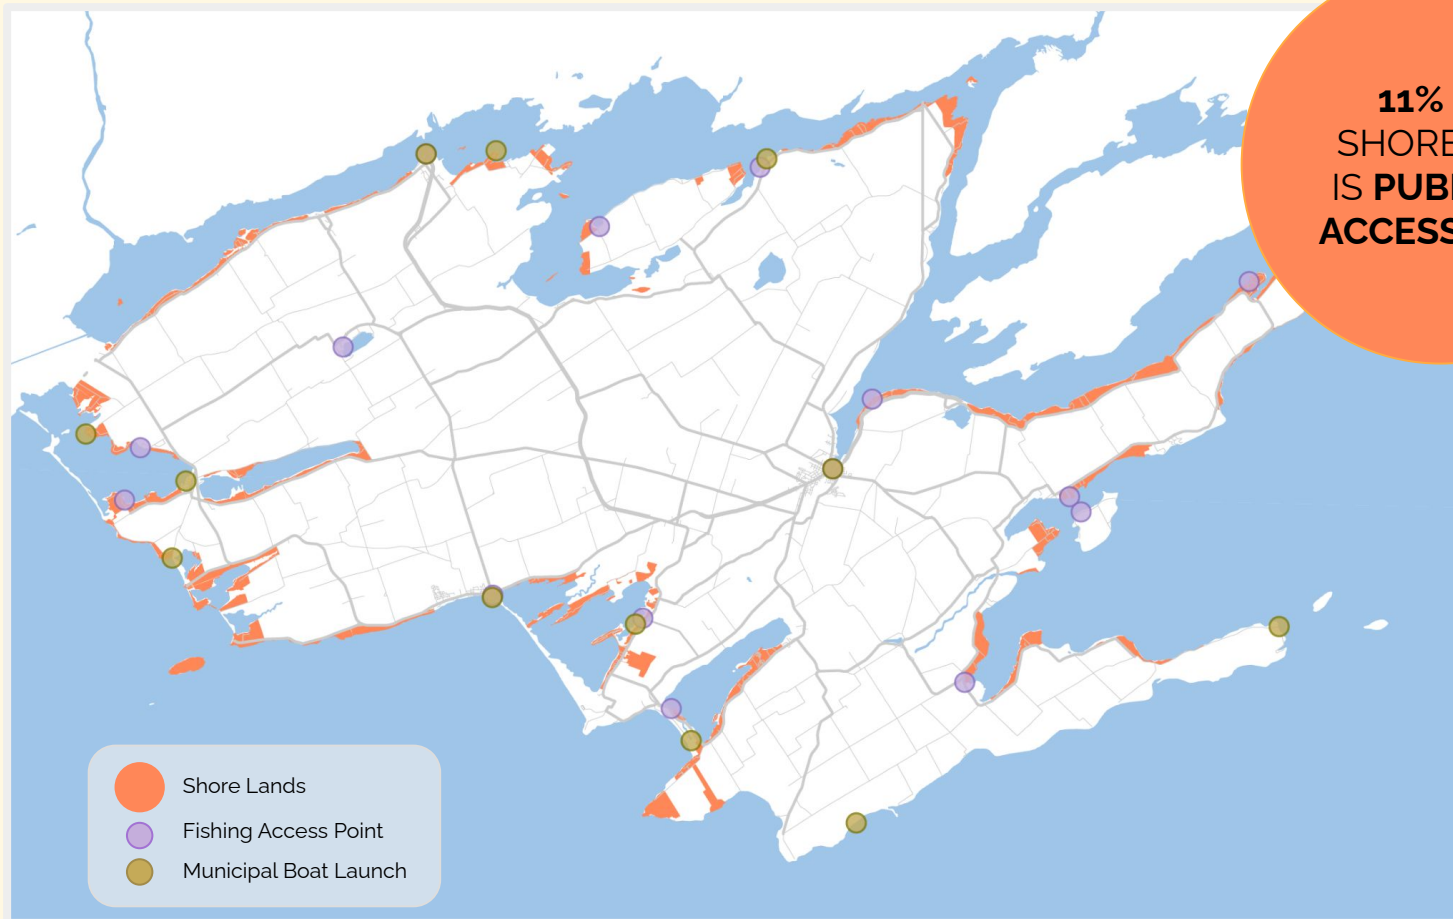 11%
SHORE
IS PUB
ACCESS
Shore Lands
Fishing Access Point
Municipal Boat Launch